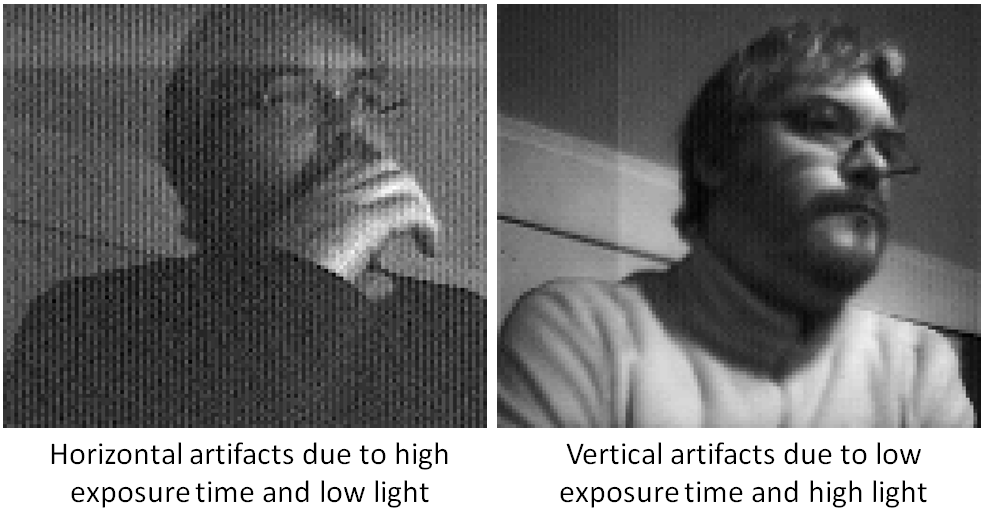 Horizontal artifacts due to high
exposure time and low light
Vertical artifacts due to low
exposure time and high light